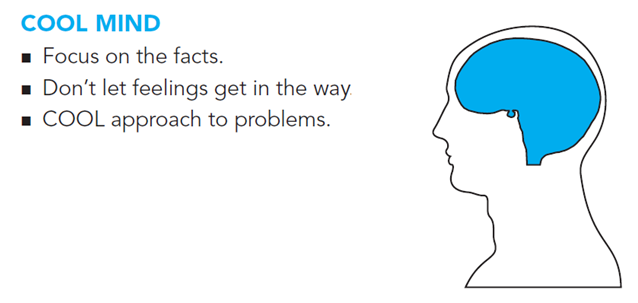 COOL MIND
■ Focus on the facts.
■ Don’t let feelings get in the way.
■ COOL approach to problems.